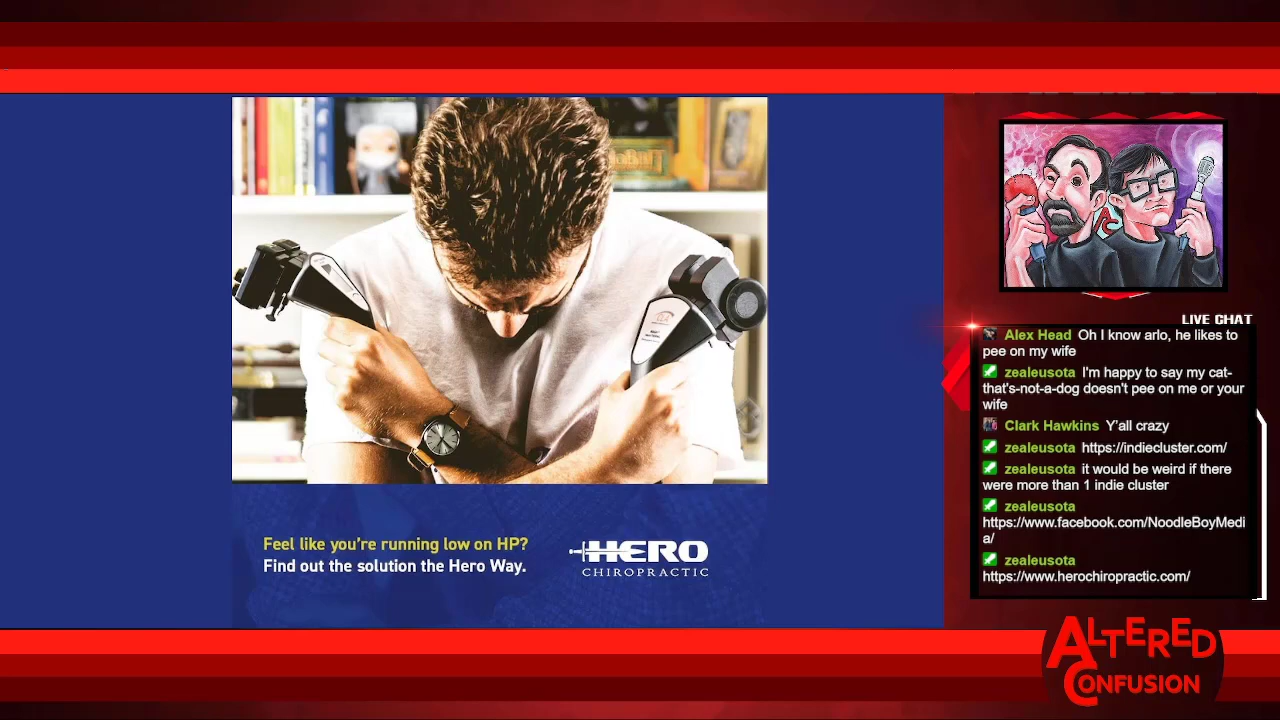 Feel like you're running low on HP?
Find out the solution the Hero Way.
HERO
CHIROPRACTIC
LIVE CHAT
Alex Head Oh I know arlo, he likes to
pee on my wife
zealeusota I'm happy to say my cat-
that's-not-a-dog doesn't pee on me or your
wife
Clark Hawkins Y'all crazy
zealeusota https://indiecluster.com/
zealeusota it would be weird if there
were more than 1 indie cluster
zealeusota
https://www.facebook.com/NoodleBoyMedi
a/
zealeusota
https://www.herochiropractic.com/
ALTERED
CONFUSION